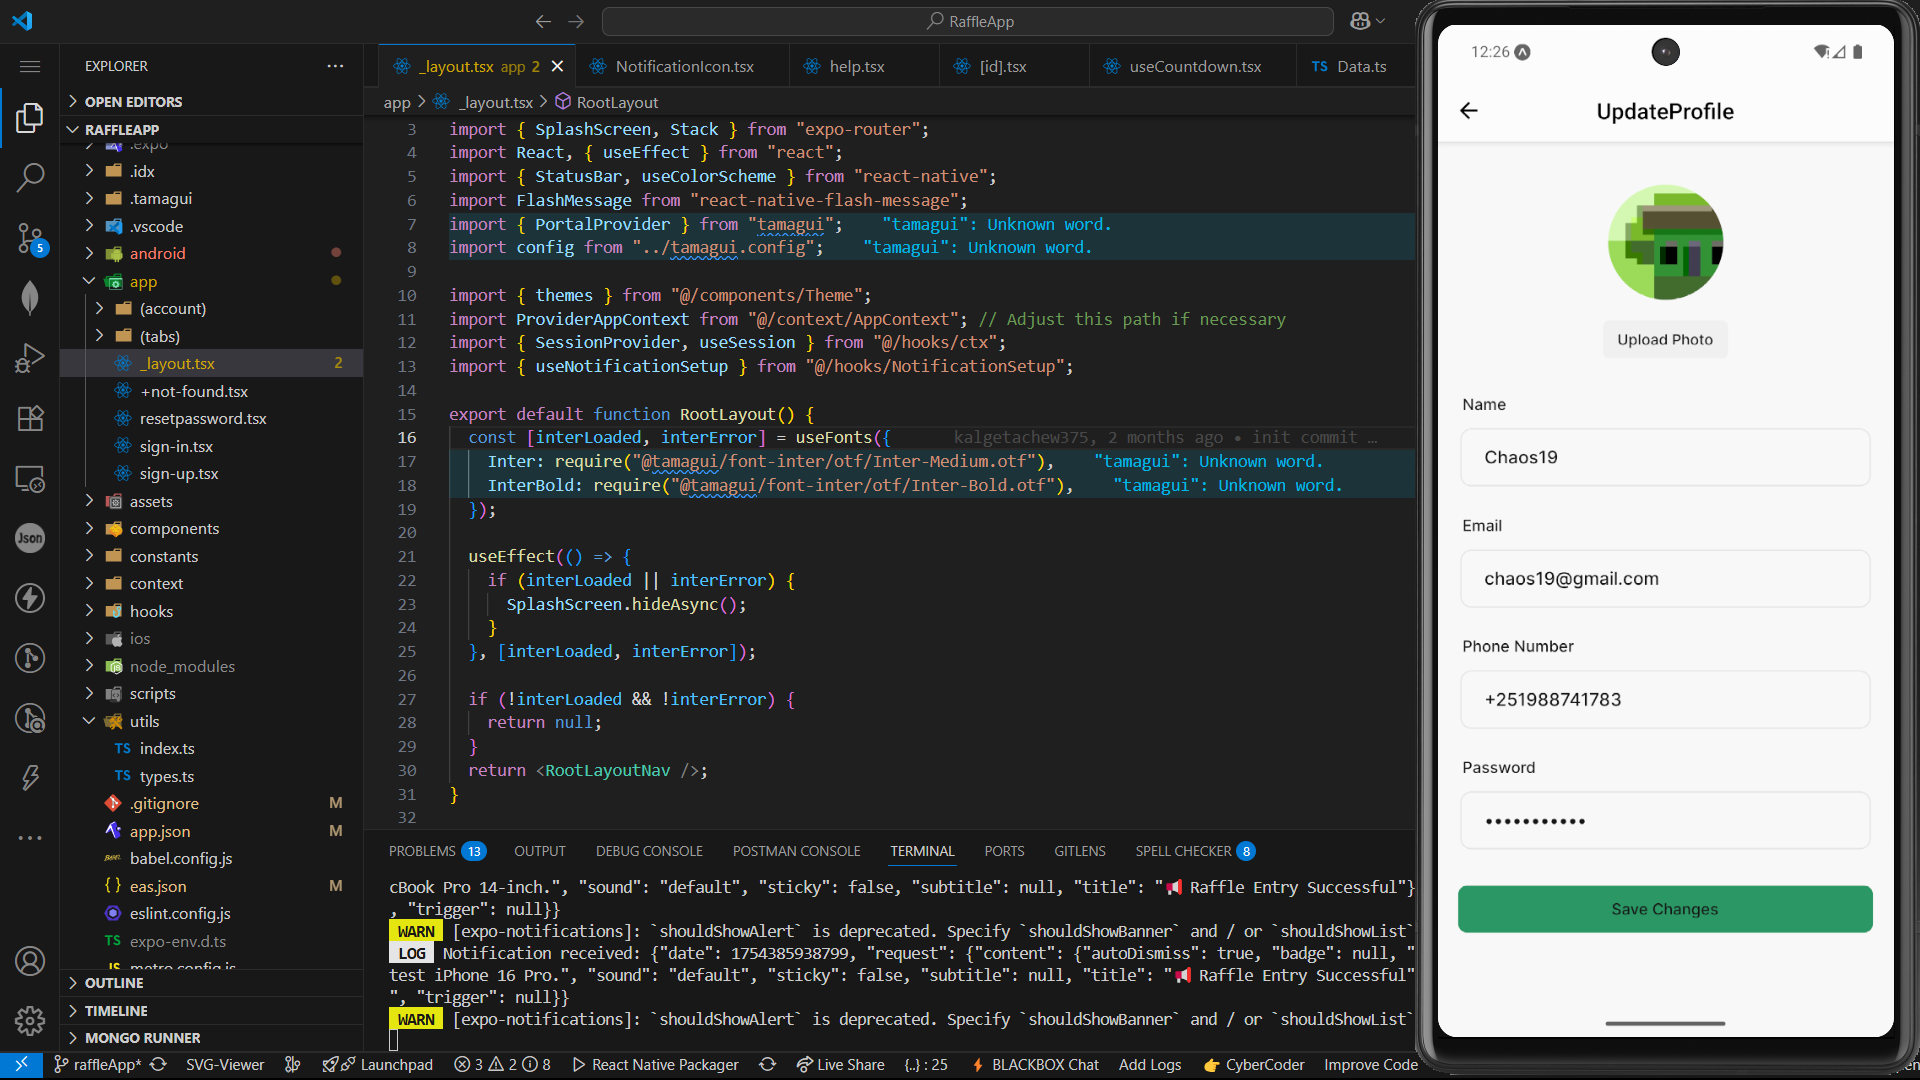 RaffleApp
EXPLORER
OPEN EDITORS
RAFFLEAPP
.expo
.idx
.tamagui
.vscode
android
app
(account)
(tabs)
_layout.tsx 2
+not-found.tsx
resetpassword.tsx
sign-in.tsx
sign-up.tsx
assets
components
constants
context
hooks
ios
node_modules
scripts
utils
TS index.ts
TS types.ts
.gitignore M
app.json M
babel.config.js
{} eas.json M
eslint.config.js
TS expo-env.d.ts
JS metro.config.js
OUTLINE
TIMELINE
MONGO RUNNER
5
Json
_layout.tsx app 2
NotificationIcon.tsx
help.tsx
[id].tsx
useCountdown.tsx
TS Data.ts
app > _layout.tsx > RootLayout
3 import { SplashScreen, Stack } from "expo-router";
4 import React, { useEffect } from "react";
5 import { StatusBar, useColorScheme } from "react-native";
6 import FlashMessage from "react-native-flash-message";
7 import { PortalProvider } from "tamagui"; "tamagui": Unknown word.
8 import config from "../tamagui.config"; "tamagui": Unknown word.
9
10 import { themes } from "@/components/Theme";
11 import ProviderAppContext from "@/context/AppContext"; // Adjust this path if necessary
12 import { SessionProvider, useSession } from "@/hooks/ctx";
13 import { useNotificationSetup } from "@/hooks/NotificationSetup";
14
15 export default function RootLayout() {
16 const [interLoaded, interError] = useFonts({ kalgetachew375, 2 months ago • init commit …
17 Inter: require("@tamagui/font-inter/otf/Inter-Medium.otf"), "tamagui": Unknown word.
18 InterBold: require("@tamagui/font-inter/otf/Inter-Bold.otf"), "tamagui": Unknown word.
19 });
20
21 useEffect(() => {
22 if (interLoaded || interError) {
23 SplashScreen.hideAsync();
24 }
25 }, [interLoaded, interError]);
26
27 if (!interLoaded && !interError) {
28 return null;
29 }
30 return <RootLayoutNav />;
31 }
32
PROBLEMS 13 OUTPUT DEBUG CONSOLE POSTMAN CONSOLE TERMINAL PORTS GITLENS SPELL CHECKER 8
cBook Pro 14-inch.", "sound": "default", "sticky": false, "subtitle": null, "title": "📢 Raffle Entry Successful"}
, "trigger": null}}
WARN [expo-notifications]: `shouldShowAlert` is deprecated. Specify `shouldShowBanner` and / or `shouldShowList`
LOG Notification received: {"date": 1754385938799, "request": {"content": {"autoDismiss": true, "badge": null, "
test iPhone 16 Pro.", "sound": "default", "sticky": false, "subtitle": null, "title": "📢 Raffle Entry Successful"
", "trigger": null}}
WARN [expo-notifications]: `shouldShowAlert` is deprecated. Specify `shouldShowBanner` and / or `shouldShowList`
raffleApp* SVG-Viewer Launchpad 3 2 8 React Native Packager Live Share {..} : 25 BLACKBOX Chat Add Logs 👉 CyberCoder Improve Code
12:26
UpdateProfile
Upload Photo
Name
Chaos19
Email
chaos19@gmail.com
Phone Number
+251988741783
Password
•••••••••••
Save Changes